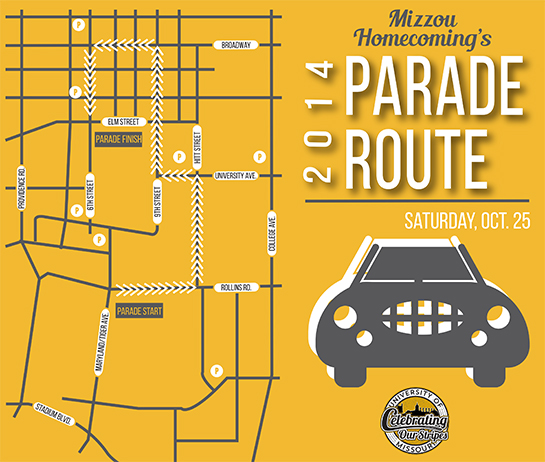 Mizzou
Homecoming's
2014
PARADE
ROUTE
SATURDAY, OCT. 25
P
BROADWAY
P
ELM STREET
PARADE FINISH
HITT STREET
P
P
PROVIDENCE RD.
6TH STREET
9TH STREET
UNIVERSITY AVE.
P
COLLEGE AVE.
P
ROLLINS RD.
PARADE START
MARYLAND/TIGER AVE.
P
STADIUM BLVD.
UNIVERSITY OF
Celebrating
Our Stripes
MISSOURI